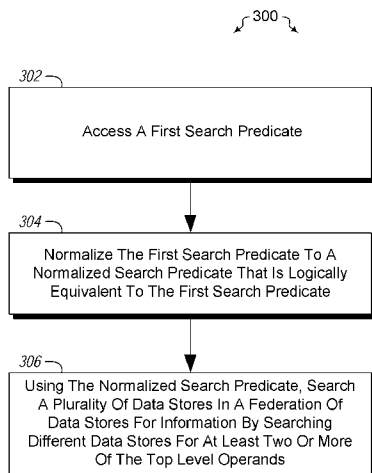 300
302
Access A First Search Predicate
304
Normalize The First Search Predicate To A
Normalized Search Predicate That Is Logically
Equivalent To The First Search Predicate
306
Using The Normalized Search Predicate, Search
A Plurality Of Data Stores In A Federation Of
Data Stores For Information By Searching
Different Data Stores For At Least Two Or More
Of The Top Level Operands